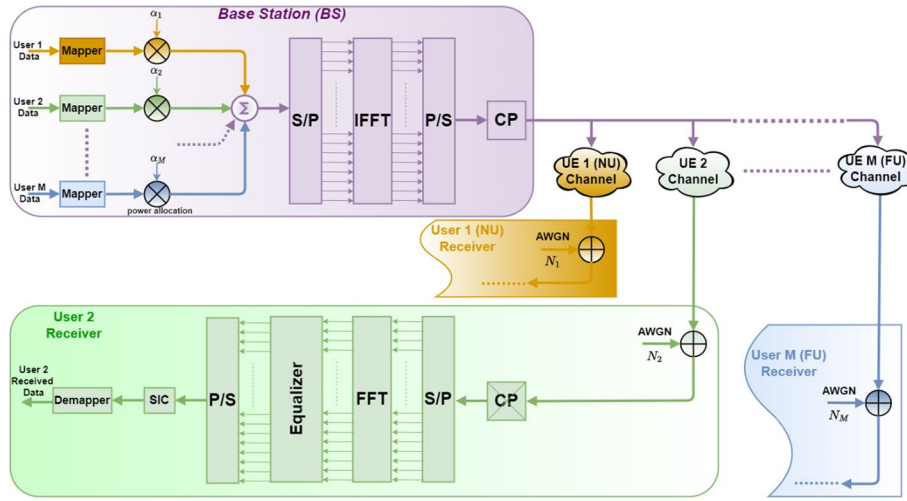 Base Station (BS)
α₁
User 1
Data
Mapper
α₂
User 2
Data
Mapper
Σ
S/P
IFFT
P/S
CP
α_M
User M
Data
Mapper
power allocation
UE 1 (NU)
Channel
UE 2
Channel
UE M (FU)
Channel
User 1 (NU)
Receiver
AWGN
N₁
User 2
Receiver
AWGN
N₂
User 2
Received
Data
Demapper
SIC
P/S
Equalizer
FFT
S/P
CP
User M (FU)
Receiver
AWGN
N_M